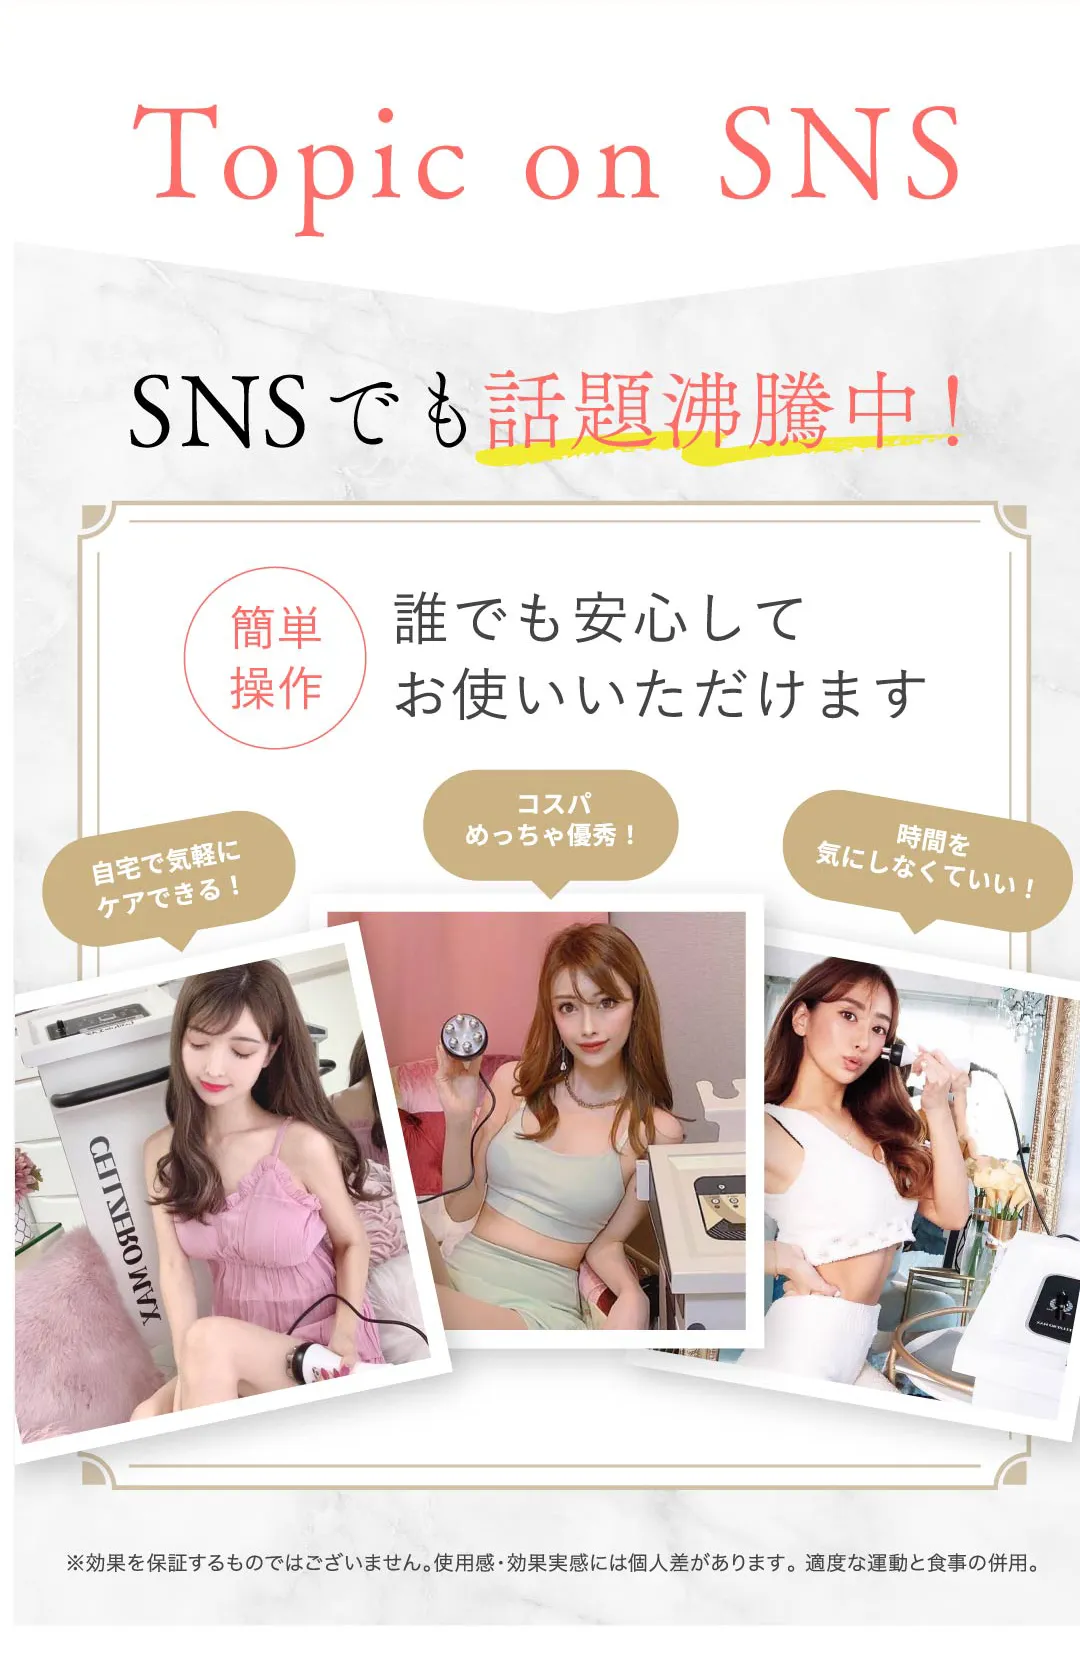 Topic on SNS
SNSでも話題沸騰中！
簡単
操作
誰でも安心して
お使いいただけます
自宅で気軽に
ケアできる！
コスパ
めっちゃ優秀！
時間を
気にしなくていい！
CELLZERO MAX
※効果を保証するものではございません。使用感・効果実感には個人差があります。適度な運動と食事の併用。